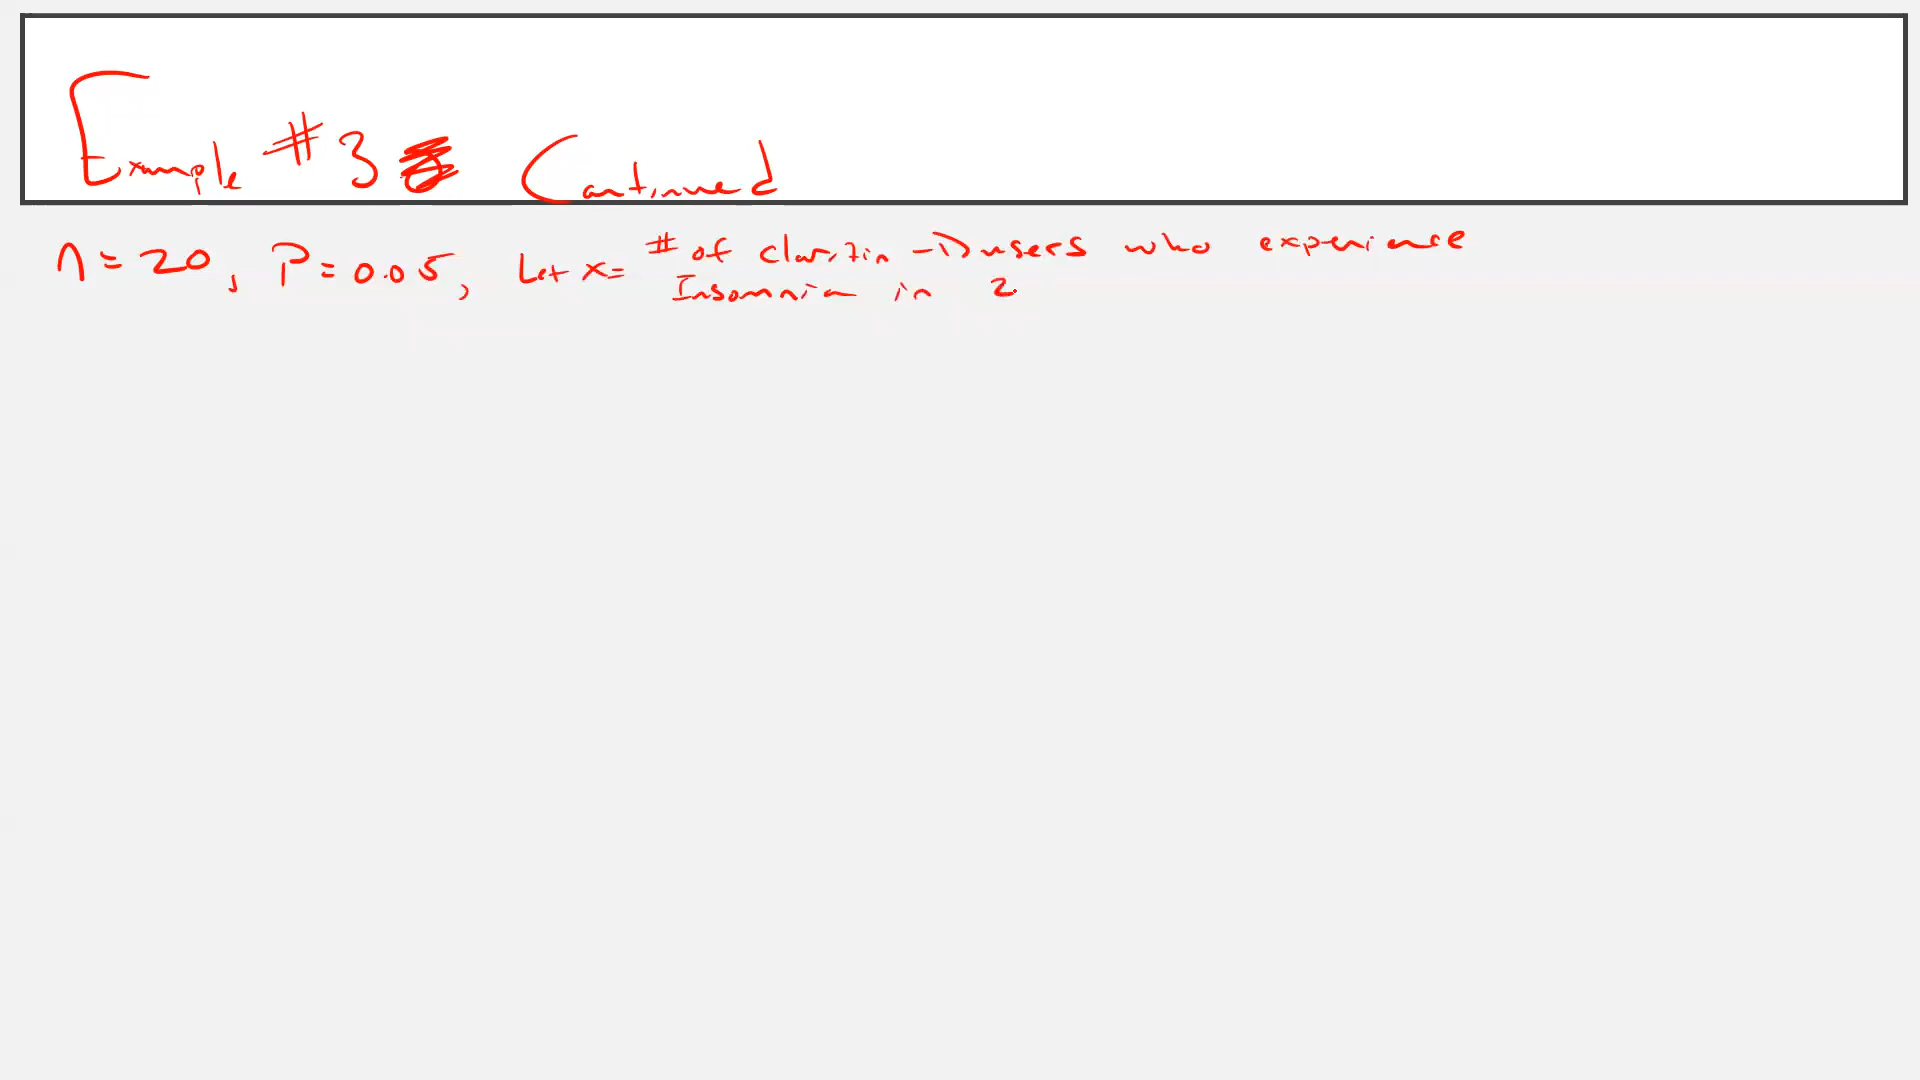 Example #3 Continued
n = 20, P = 0.05, Let x = # of claritin-D users who experience
Insomnia in 2